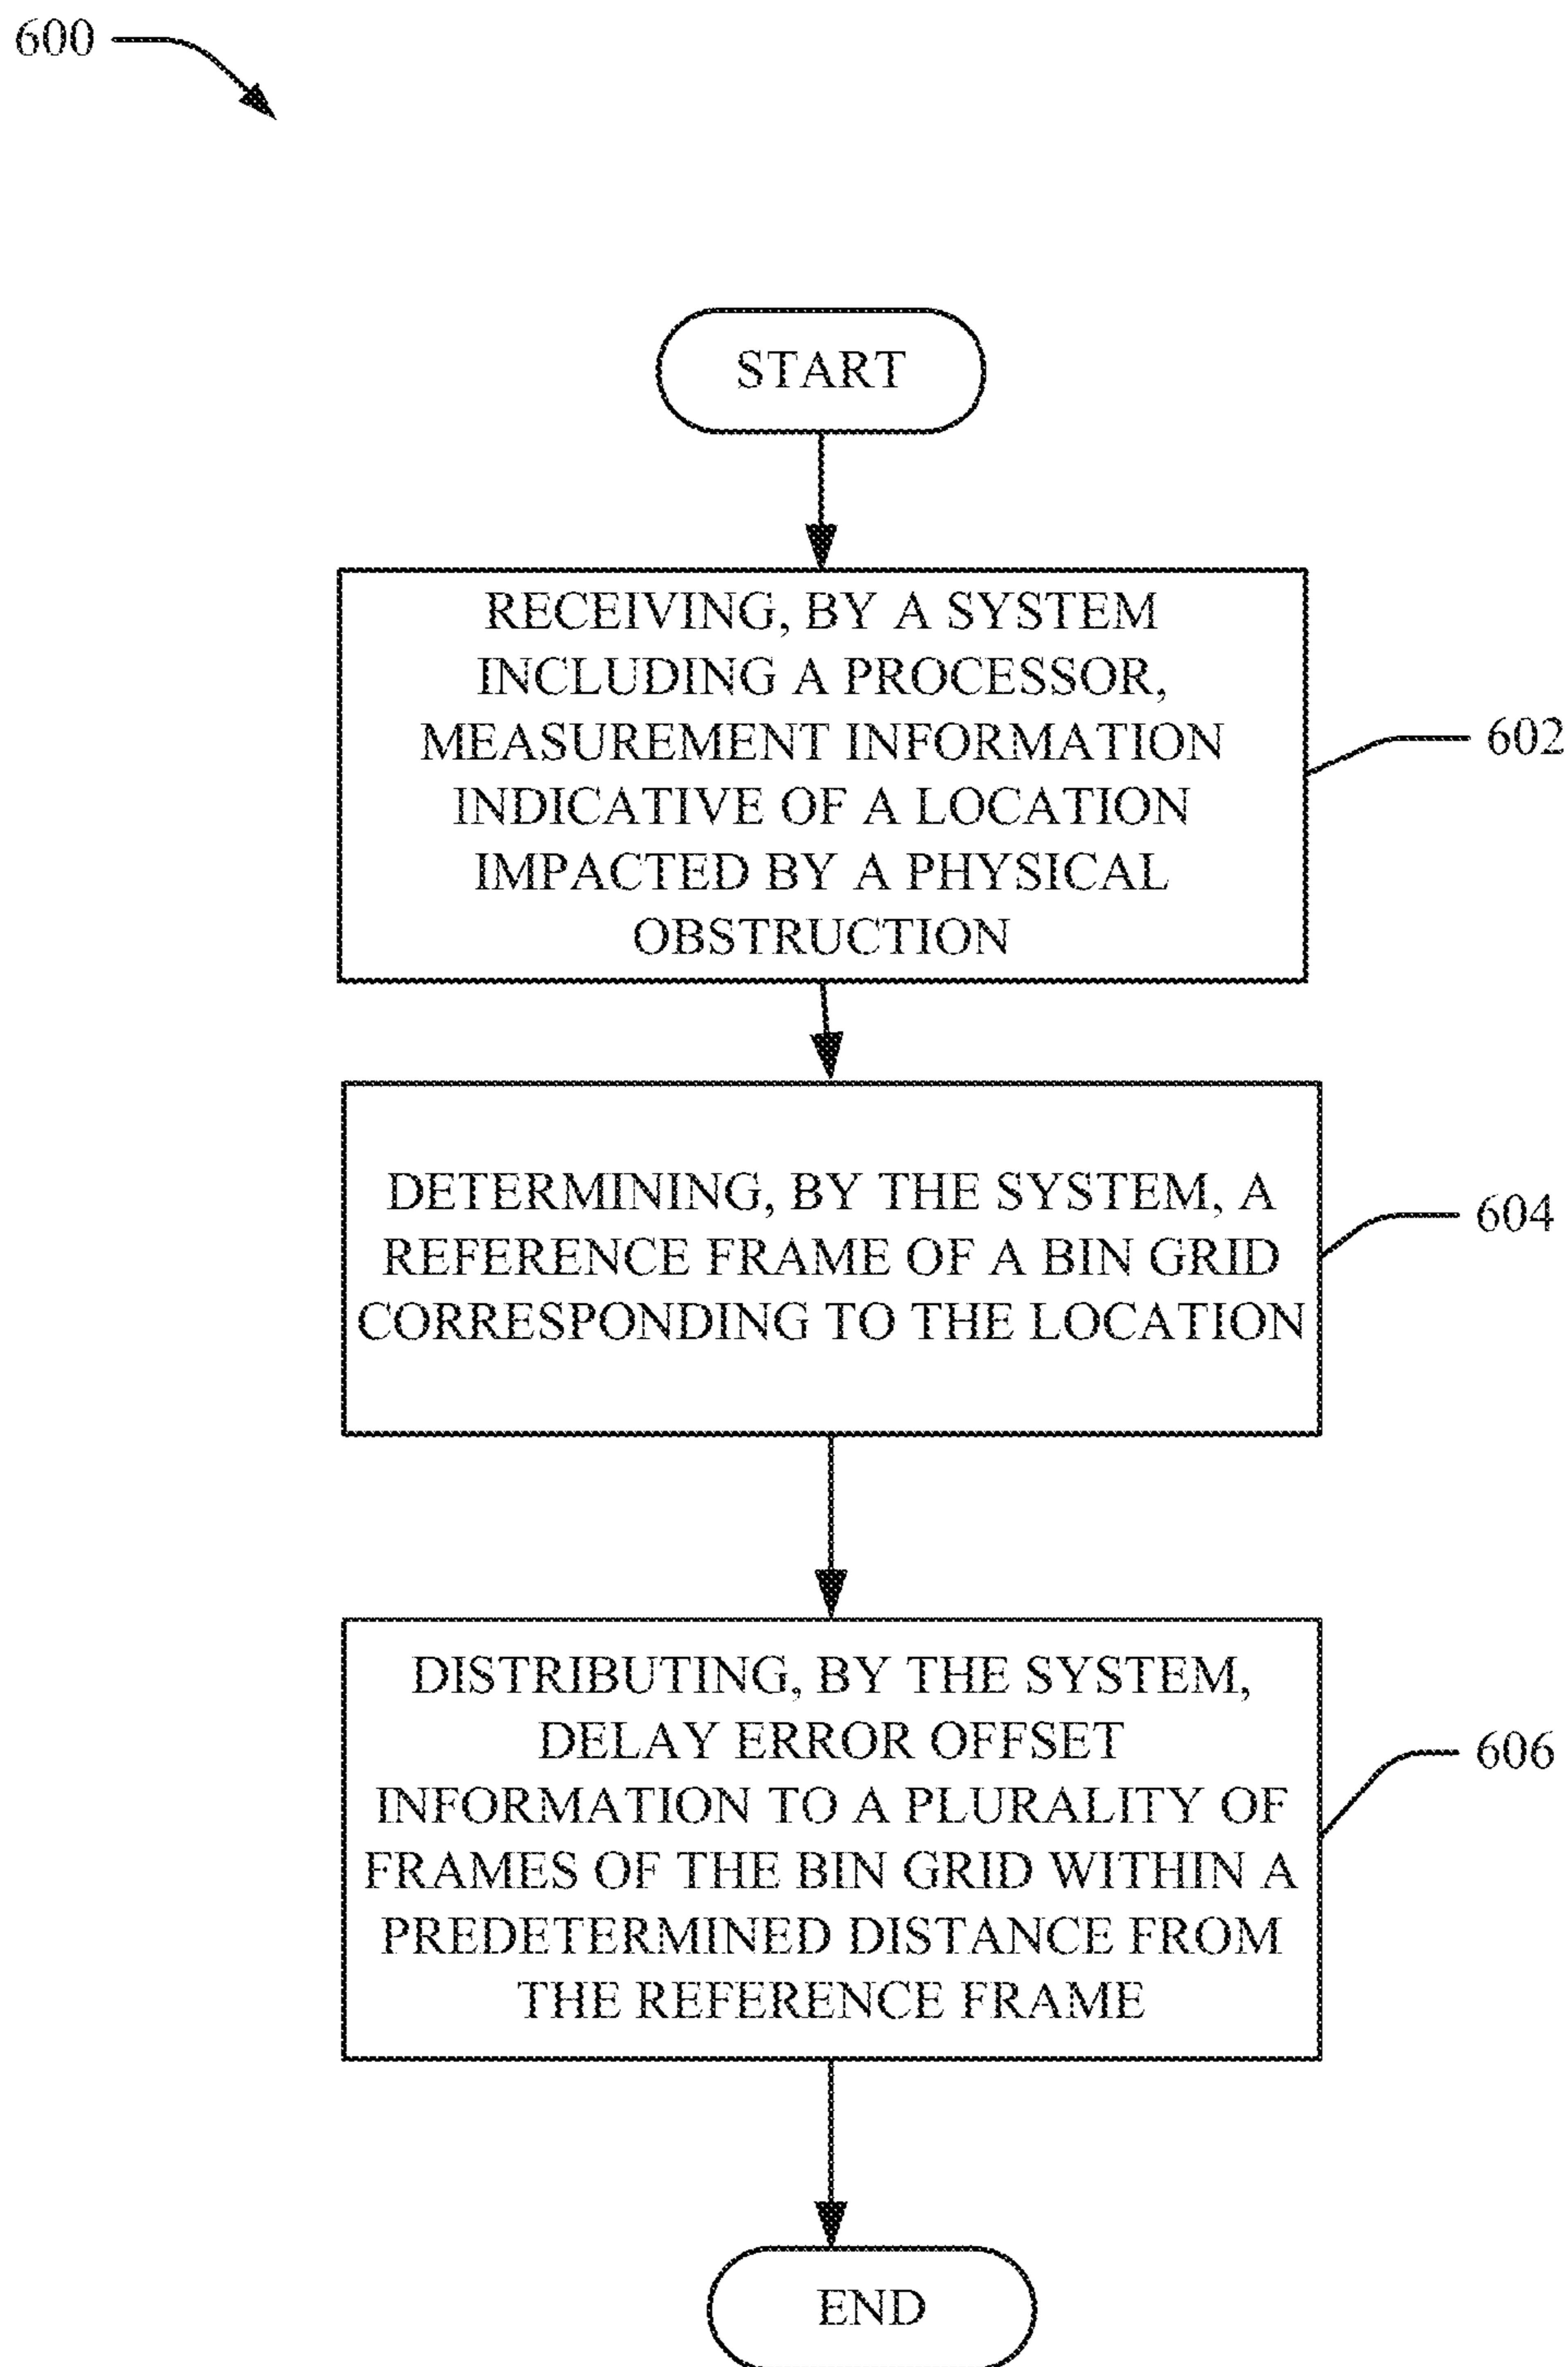 600
START
RECEIVING, BY A SYSTEM
INCLUDING A PROCESSOR,
MEASUREMENT INFORMATION
INDICATIVE OF A LOCATION
IMPACTED BY A PHYSICAL
OBSTRUCTION
602
DETERMINING, BY THE SYSTEM, A
REFERENCE FRAME OF A BIN GRID
CORRESPONDING TO THE LOCATION
604
DISTRIBUTING, BY THE SYSTEM,
DELAY ERROR OFFSET
INFORMATION TO A PLURALITY OF
FRAMES OF THE BIN GRID WITHIN A
PREDETERMINED DISTANCE FROM
THE REFERENCE FRAME
606
END